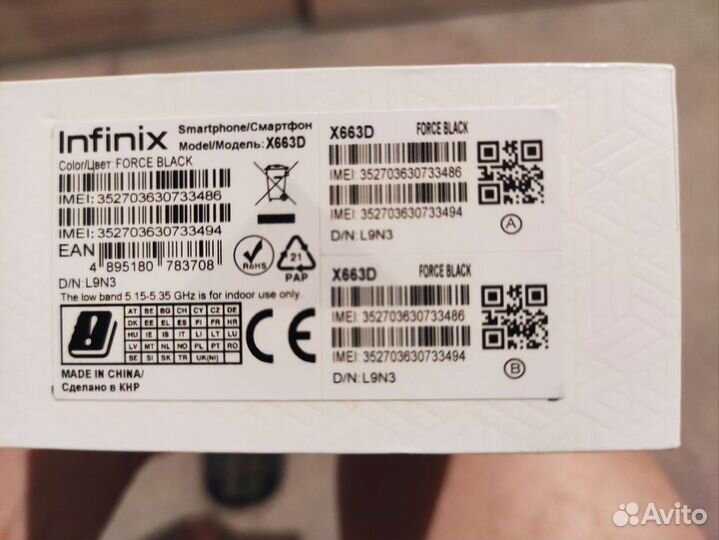 Infinix
Smartphone/Смартфон
Model/Модель: X663D
Color/Цвет: FORCE BLACK
IMEI: 352703630733486
IMEI: 352703630733494
EAN
4 895180 783708
D/N: L9N3
RoHS
21
PAP
The low band 5.15-5.35 GHz is for indoor use only.
AT BE BG CH CY CZ DE
DK EE EL ES FI FR HR
HU IE IS IT LI LT LU
LV MT NL NO PL PT RO
SE SI SK TR UK(NI)
CE
MADE IN CHINA/
Сделано в КНР
X663D FORCE BLACK
IMEI: 352703630733486
IMEI: 352703630733494
D/N: L9N3
A
X663D FORCE BLACK
IMEI: 352703630733486
IMEI: 352703630733494
D/N: L9N3
B
Avito